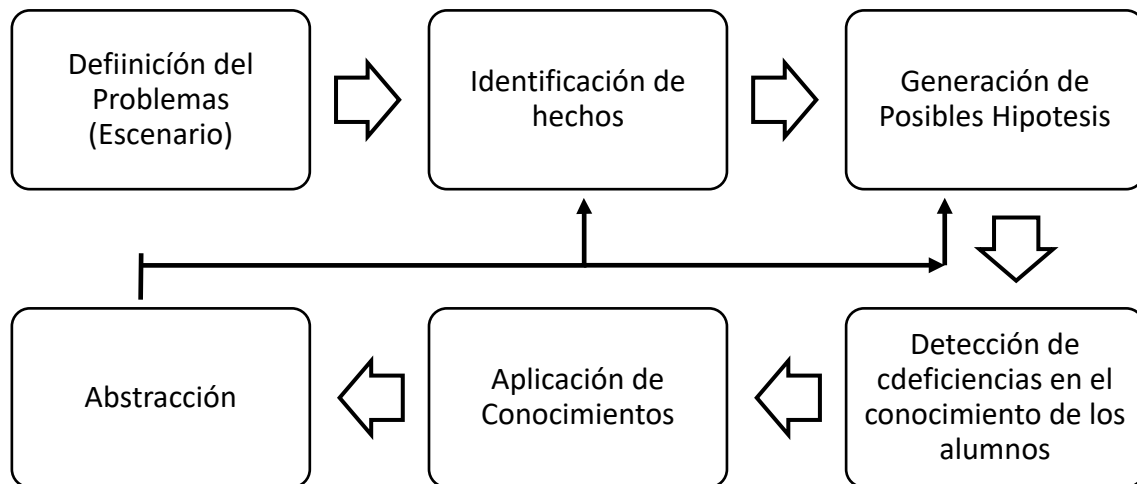 Defiinicíón del
Problemas
(Escenario)
Identificación de
hechos
Generación de
Posibles Hipotesis
Abstracción
Aplicación de
Conocimientos
Detección de
cdeficiencias en el
conocimiento de los
alumnos